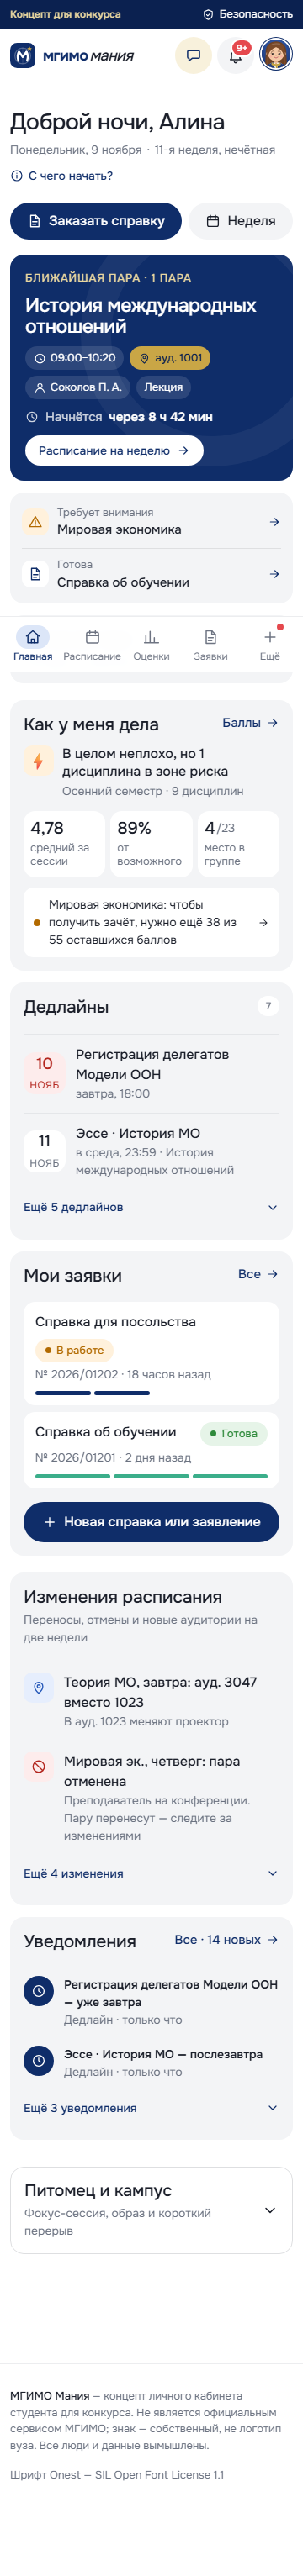 Концепт для конкурса
Безопасность
МГИМО МАНИЯ
9+
Доброй ночи, Алина
Понедельник, 9 ноября · 11-я неделя, нечётная
С чего начать?
Заказать справку
Неделя
БЛИЖАЙШАЯ ПАРА · 1 ПАРА
История международных
отношений
09:00–10:20
ауд. 1001
Соколов П. А.
Лекция
Начнётся через 8 ч 42 мин
Расписание на неделю
Требует внимания
Мировая экономика
Готова
Справка об обучении
Главная
Расписание
Оценки
Заявки
Ещё
Как у меня дела
Баллы
В целом неплохо, но 1
дисциплина в зоне риска
Осенний семестр · 9 дисциплин
4,78
средний за
сессии
89%
от
возможного
4/23
место в
группе
Мировая экономика: чтобы
получить зачёт, нужно ещё 38 из
55 оставшихся баллов
Дедлайны
7
10
НОЯБ
Регистрация делегатов
Модели ООН
завтра, 18:00
11
НОЯБ
Эссе · История МО
в среда, 23:59 · История
международных отношений
Ещё 5 дедлайнов
Мои заявки
Все
Справка для посольства
В работе
№ 2026/01202 · 18 часов назад
Справка об обучении
Готова
№ 2026/01201 · 2 дня назад
Новая справка или заявление
Изменения расписания
Переносы, отмены и новые аудитории на
две недели
Теория МО, завтра: ауд. 3047
вместо 1023
В ауд. 1023 меняют проектор
Мировая эк., четверг: пара
отменена
Преподаватель на конференции.
Пару перенесут — следите за
изменениями
Ещё 4 изменения
Уведомления
Все · 14 новых
Регистрация делегатов Модели ООН
— уже завтра
Дедлайн · только что
Эссе · История МО — послезавтра
Дедлайн · только что
Ещё 3 уведомления
Питомец и кампус
Фокус-сессия, образ и короткий
перерыв
МГИМО Мания — концепт личного кабинета
студента для конкурса. Не является официальным
сервисом МГИМО; знак — собственный, не логотип
вуза. Все люди и данные вымышлены.
Шрифт Onest — SIL Open Font License 1.1